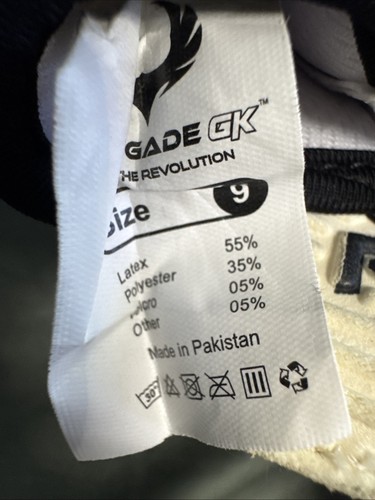 GADE GK™
THE REVOLUTION
Size 9
Latex 55%
Polyester 35%
05%
Other 05%
Made in Pakistan
30°